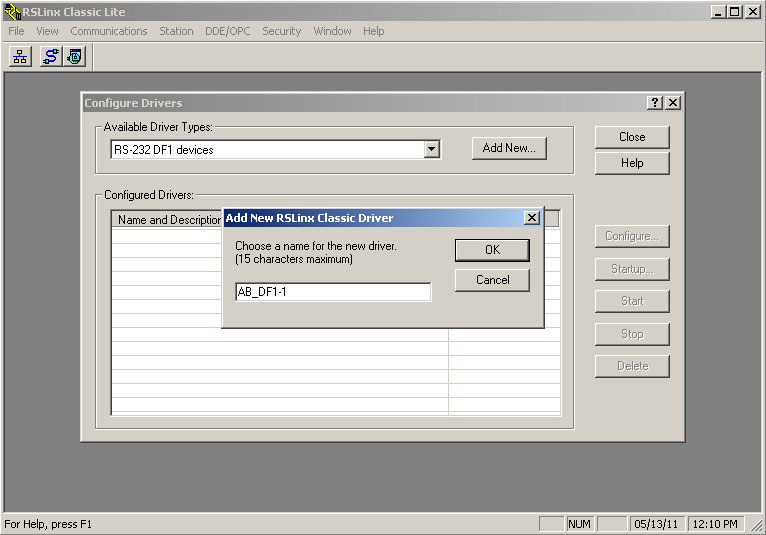 RSLinx Classic Lite
File View Communications Station DDE/OPC Security Window Help
Configure Drivers
Available Driver Types:
RS-232 DF1 devices
Add New...
Close
Help
Configured Drivers:
Name and Description
Add New RSLinx Classic Driver
Choose a name for the new driver.
(15 characters maximum)
OK
Cancel
AB_DF1-1
Configure...
Startup...
Start
Stop
Delete
For Help, press F1
NUM
05/13/11
12:10 PM